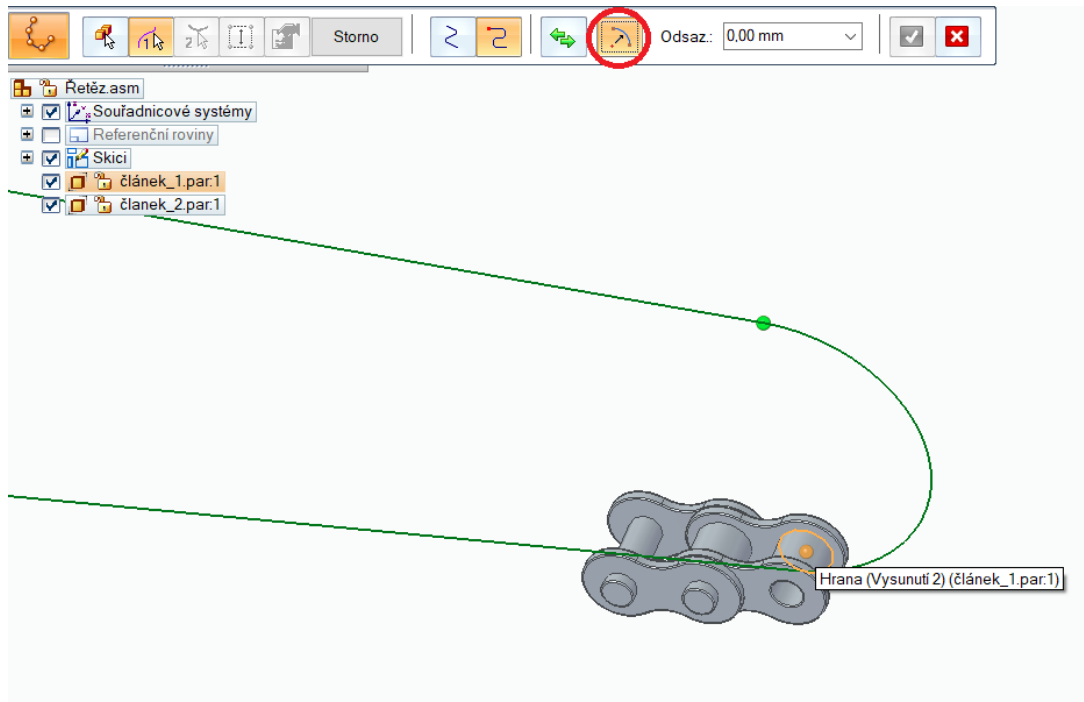 Storno Odsaz.: 0,00 mm
Řetěz.asm
Souřadnicové systémy
Referenční roviny
Skici
článek_1.par:1
članek_2.par:1
Hrana (Vysunutí 2) (článek_1.par:1)